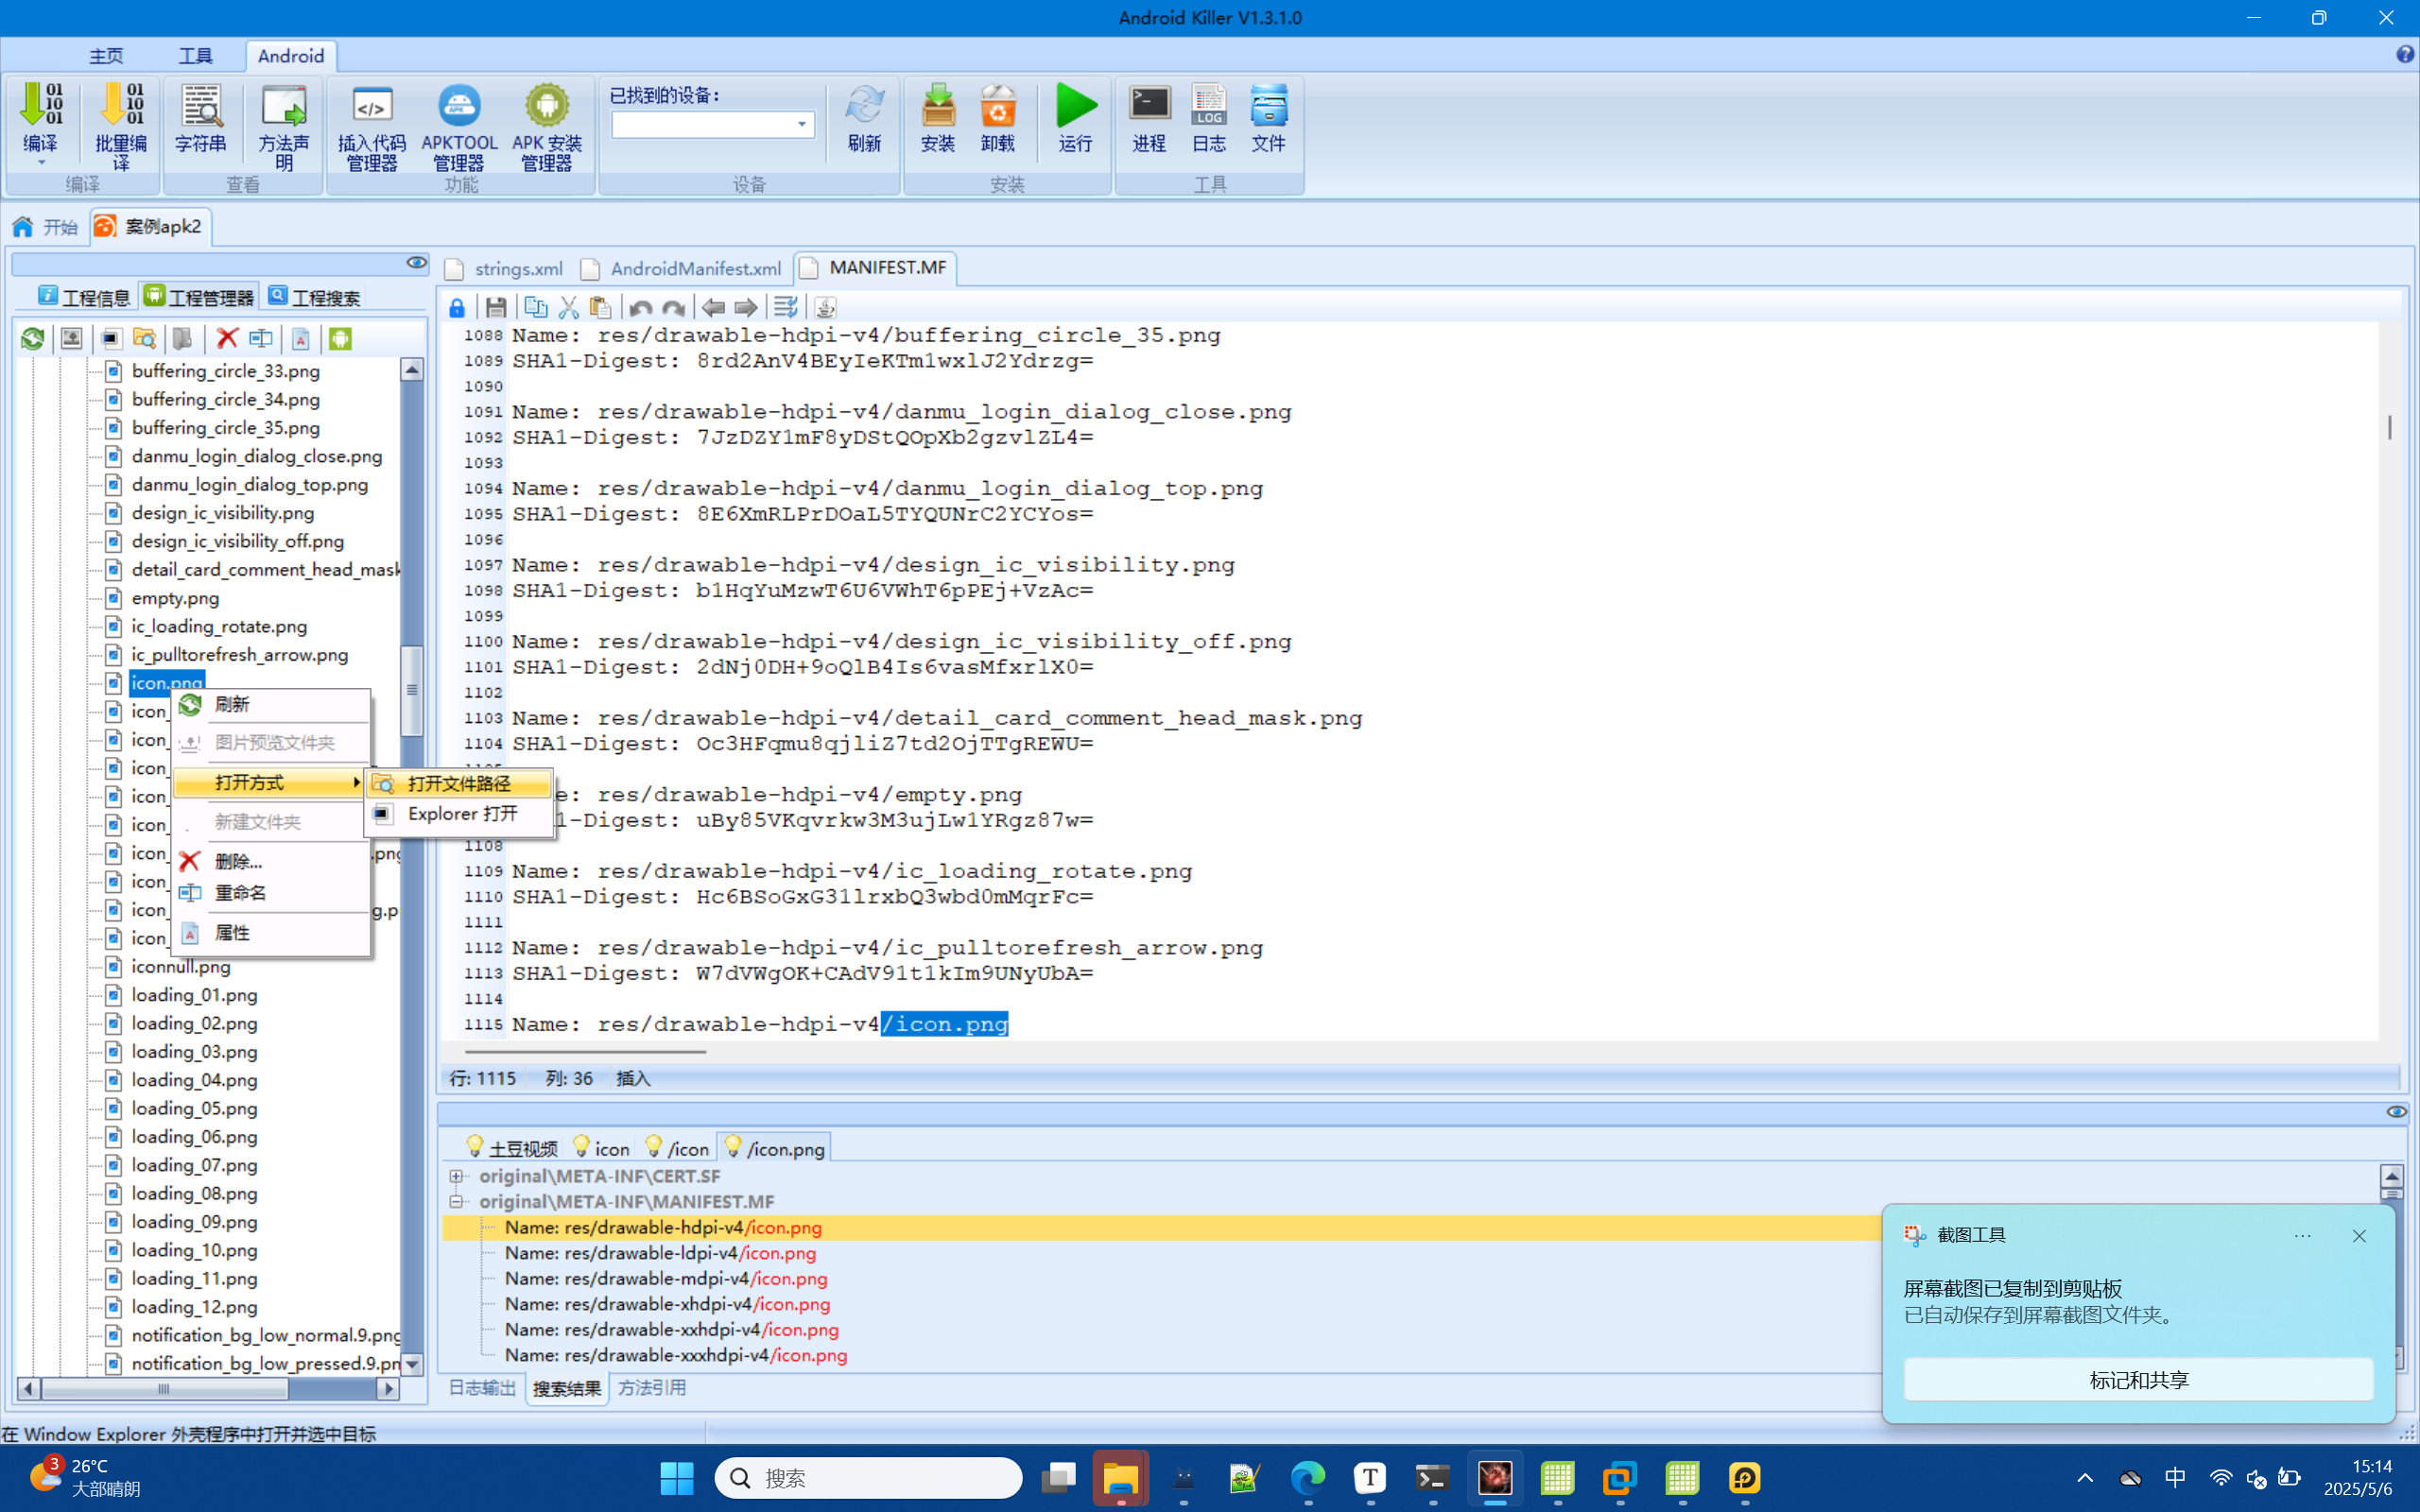 Android Killer V1.3.1.0
主页 工具 Android
编译 批量编译 字符串 方法声明 插入代码管理器 APKTOOL管理器 APK 安装管理器 已找到的设备: 刷新 安装 卸载 运行 进程 日志 文件
编译 查看 功能 设备 安装 工具
开始 案例apk2
strings.xml AndroidManifest.xml MANIFEST.MF
工程信息 工程管理器 工程搜索
buffering_circle_33.png
buffering_circle_34.png
buffering_circle_35.png
danmu_login_dialog_close.png
danmu_login_dialog_top.png
design_ic_visibility.png
design_ic_visibility_off.png
detail_card_comment_head_mask
empty.png
ic_loading_rotate.png
ic_pulltorefresh_arrow.png
icon.png
icon_
icon_
icon_
icon_
icon_
icon_ .png
icon_
icon_ g.p
icon_
iconnull.png
loading_01.png
loading_02.png
loading_03.png
loading_04.png
loading_05.png
loading_06.png
loading_07.png
loading_08.png
loading_09.png
loading_10.png
loading_11.png
loading_12.png
notification_bg_low_normal.9.png
notification_bg_low_pressed.9.pn
刷新
图片预览文件夹
打开方式
新建文件夹
删除...
重命名
属性
打开文件路径
Explorer 打开
1088 Name: res/drawable-hdpi-v4/buffering_circle_35.png
1089 SHA1-Digest: 8rd2AnV4BEyIeKTm1wxlJ2Ydrzg=
1090
1091 Name: res/drawable-hdpi-v4/danmu_login_dialog_close.png
1092 SHA1-Digest: 7JzDZY1mF8yDStQOpXb2gzvlZL4=
1093
1094 Name: res/drawable-hdpi-v4/danmu_login_dialog_top.png
1095 SHA1-Digest: 8E6XmRLPrDOaL5TYQUNrC2YCYos=
1096
1097 Name: res/drawable-hdpi-v4/design_ic_visibility.png
1098 SHA1-Digest: b1HqYuMzwT6U6VWhT6pPEj+VzAc=
1099
1100 Name: res/drawable-hdpi-v4/design_ic_visibility_off.png
1101 SHA1-Digest: 2dNj0DH+9oQlB4Is6vasMfxrlX0=
1102
1103 Name: res/drawable-hdpi-v4/detail_card_comment_head_mask.png
1104 SHA1-Digest: Oc3HFqmu8qjliZ7td2OjTTgREWU=
e: res/drawable-hdpi-v4/empty.png
1-Digest: uBy85VKqvrkw3M3ujLw1YRgz87w=
1108
1109 Name: res/drawable-hdpi-v4/ic_loading_rotate.png
1110 SHA1-Digest: Hc6BSoGxG31lrxbQ3wbd0mMqrFc=
1111
1112 Name: res/drawable-hdpi-v4/ic_pulltorefresh_arrow.png
1113 SHA1-Digest: W7dVWgOK+CAdV91t1kIm9UNyUbA=
1114
1115 Name: res/drawable-hdpi-v4/icon.png
行: 1115 列: 36 插入
土豆视频 icon /icon /icon.png
original\META-INF\CERT.SF
original\META-INF\MANIFEST.MF
Name: res/drawable-hdpi-v4/icon.png
Name: res/drawable-ldpi-v4/icon.png
Name: res/drawable-mdpi-v4/icon.png
Name: res/drawable-xhdpi-v4/icon.png
Name: res/drawable-xxhdpi-v4/icon.png
Name: res/drawable-xxxhdpi-v4/icon.png
日志输出 搜索结果 方法引用
截图工具
屏幕截图已复制到剪贴板
已自动保存到屏幕截图文件夹。
标记和共享
在 Window Explorer 外壳程序中打开并选中目标
3 26°C
大部晴朗
搜索
中
15:14
2025/5/6